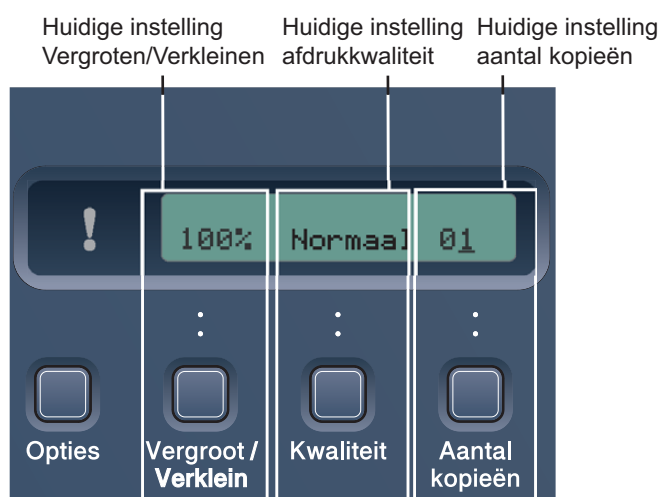 Huidige instelling
Vergroten/Verkleinen
Huidige instelling
afdrukkwaliteit
Huidige instelling
aantal kopieën
!
100% Normaal 01
Opties
Vergroot /
Verklein
Kwaliteit
Aantal
kopieën